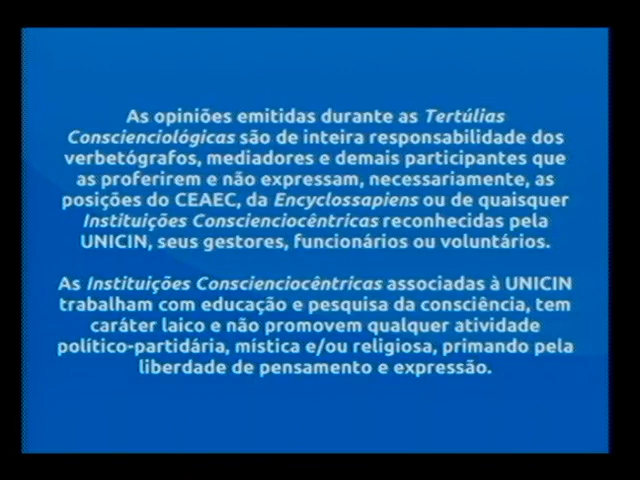 As opiniões emitidas durante as Tertúlias
Conscienciológicas são de inteira responsabilidade dos
verbetógrafos, mediadores e demais participantes que
as proferirem e não expressam, necessariamente, as
posições do CEAEC, da Encyclossapiens ou de quaisquer
Instituições Conscienciocêntricas reconhecidas pela
UNICIN, seus gestores, funcionários ou voluntários.
As Instituições Conscienciocêntricas associadas à UNICIN
trabalham com educação e pesquisa da consciência, tem
caráter laico e não promovem qualquer atividade
político-partidária, mística e/ou religiosa, primando pela
liberdade de pensamento e expressão.